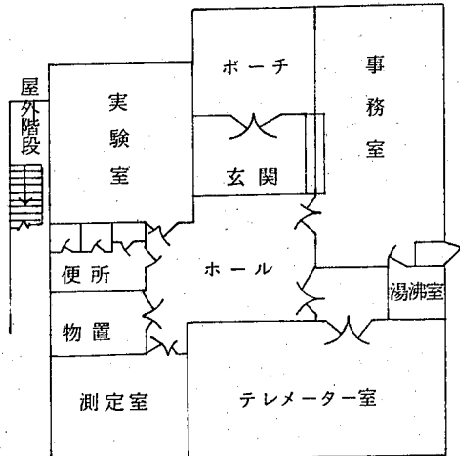 屋外階段
実験室
ポーチ
事務室
玄関
ホール
便所
湯沸室
物置
測定室
テレメーター室